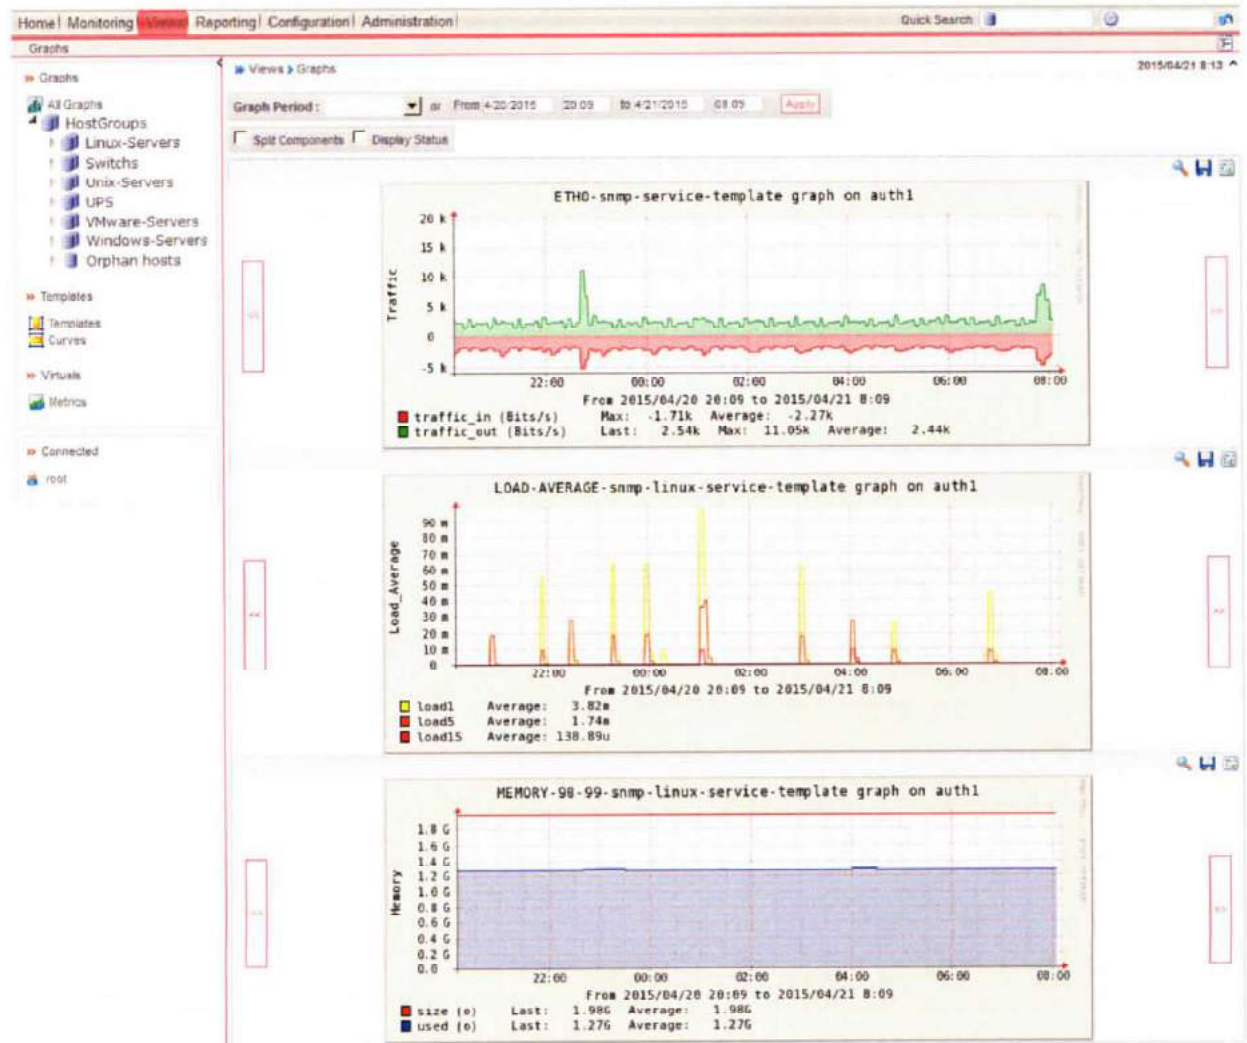 Home Monitoring Views Reporting Configuration Administration
Quick Search
Graphs
Graphs
Views Graphs
2015/04/21 8:13
All Graphs
HostGroups
Linux-Servers
Switchs
Unix-Servers
UPS
VMware-Servers
Windows-Servers
Orphan hosts
Templates
Templates
Curves
Virtuals
Metrics
Connected
root
Graph Period : or From 4/20/2015 20:09 to 4/21/2015 08:09 Apply
Split Components Display Status
ETH0-snmp-service-template graph on auth1
Traffic
20 k
15 k
10 k
5 k
0
-5 k
22:00 00:00 02:00 04:00 06:00 08:00
From 2015/04/20 20:09 to 2015/04/21 8:09
traffic_in (Bits/s) Max: -1.71k Average: -2.27k
traffic_out (Bits/s) Last: 2.54k Max: 11.05k Average: 2.44k
LOAD-AVERAGE-snmp-linux-service-template graph on auth1
Load_Average
90 m
80 m
70 m
60 m
50 m
40 m
30 m
20 m
10 m
0
22:00 00:00 02:00 04:00 06:00 08:00
From 2015/04/20 20:09 to 2015/04/21 8:09
load1 Average: 3.82m
load5 Average: 1.74m
load15 Average: 138.89u
<< >>
MEMORY-98-99-snmp-linux-service-template graph on auth1
Memory
1.8 G
1.6 G
1.4 G
1.2 G
1.0 G
0.8 G
0.6 G
0.4 G
0.2 G
0.0
22:00 00:00 02:00 04:00 06:00 08:00
From 2015/04/20 20:09 to 2015/04/21 8:09
size (o) Last: 1.98G Average: 1.98G
used (o) Last: 1.27G Average: 1.27G